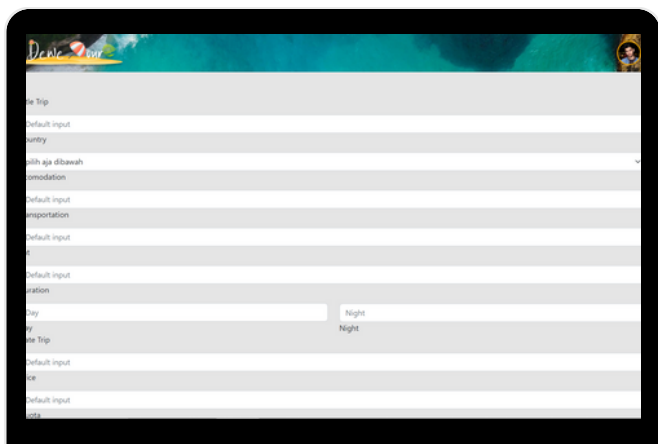 Dewe Tour
tle Trip
Default input
ountry
pilih aja dibawah
comodation
Default input
ansportation
Default input
at
Default input
uration
Day
Night
ay
Night
ate Trip
Default input
ice
Default input
uota